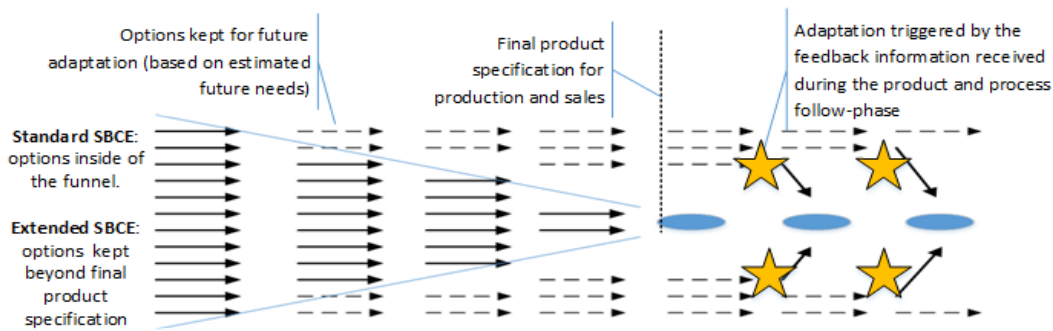 Options kept for future
adaptation (based on estimated
future needs)
Final product
specification for
production and sales
Adaptation triggered by the
feedback information received
during the product and process
follow-phase
Standard SBCE:
options inside of
the funnel.
Extended SBCE:
options kept
beyond final
product
specification